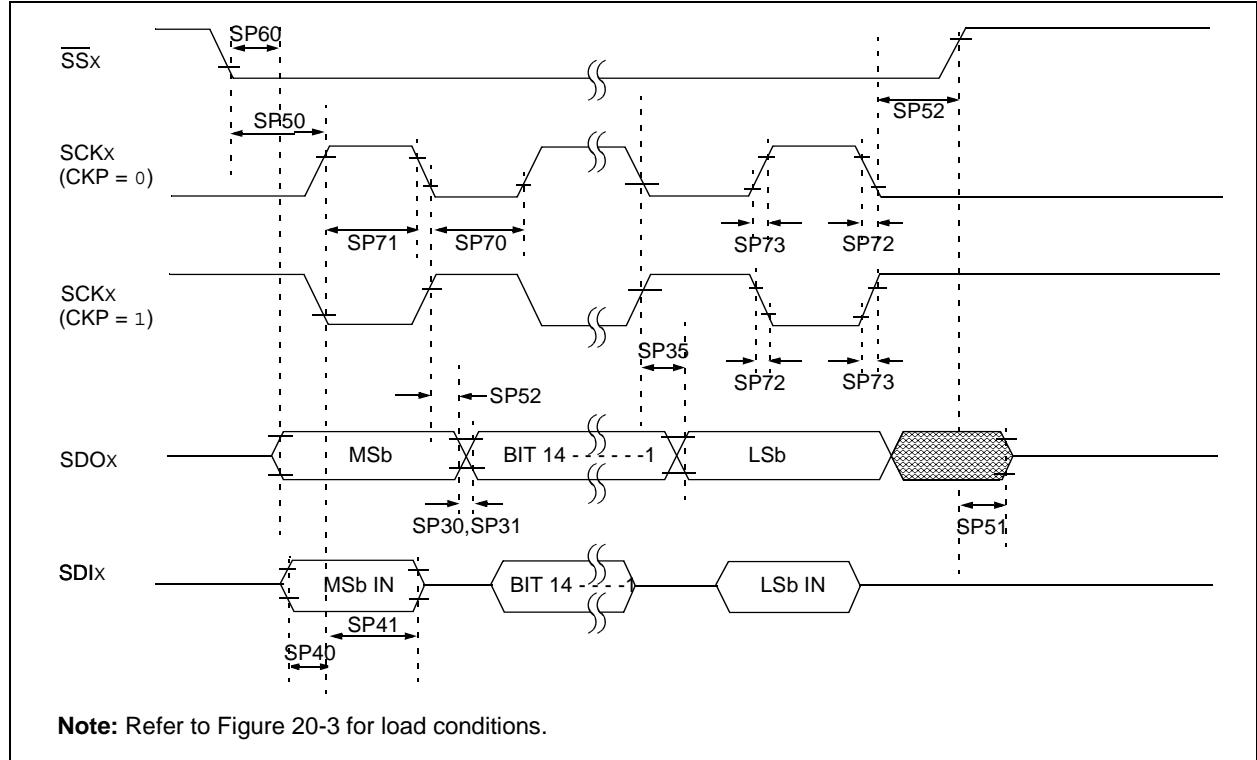 SP60
SSX
SP52
SP50
SCKX
(CKP = 0)
SP71
SP70
SP73
SP72
SCKX
(CKP = 1)
SP35
SP72
SP73
SP52
SDOX
MSb
BIT 14 - - - - - -1
LSb
SP30,SP31
SP51
SDIX
MSb IN
BIT 14 - - - -1
LSb IN
SP41
SP40
Note: Refer to Figure 20-3 for load conditions.